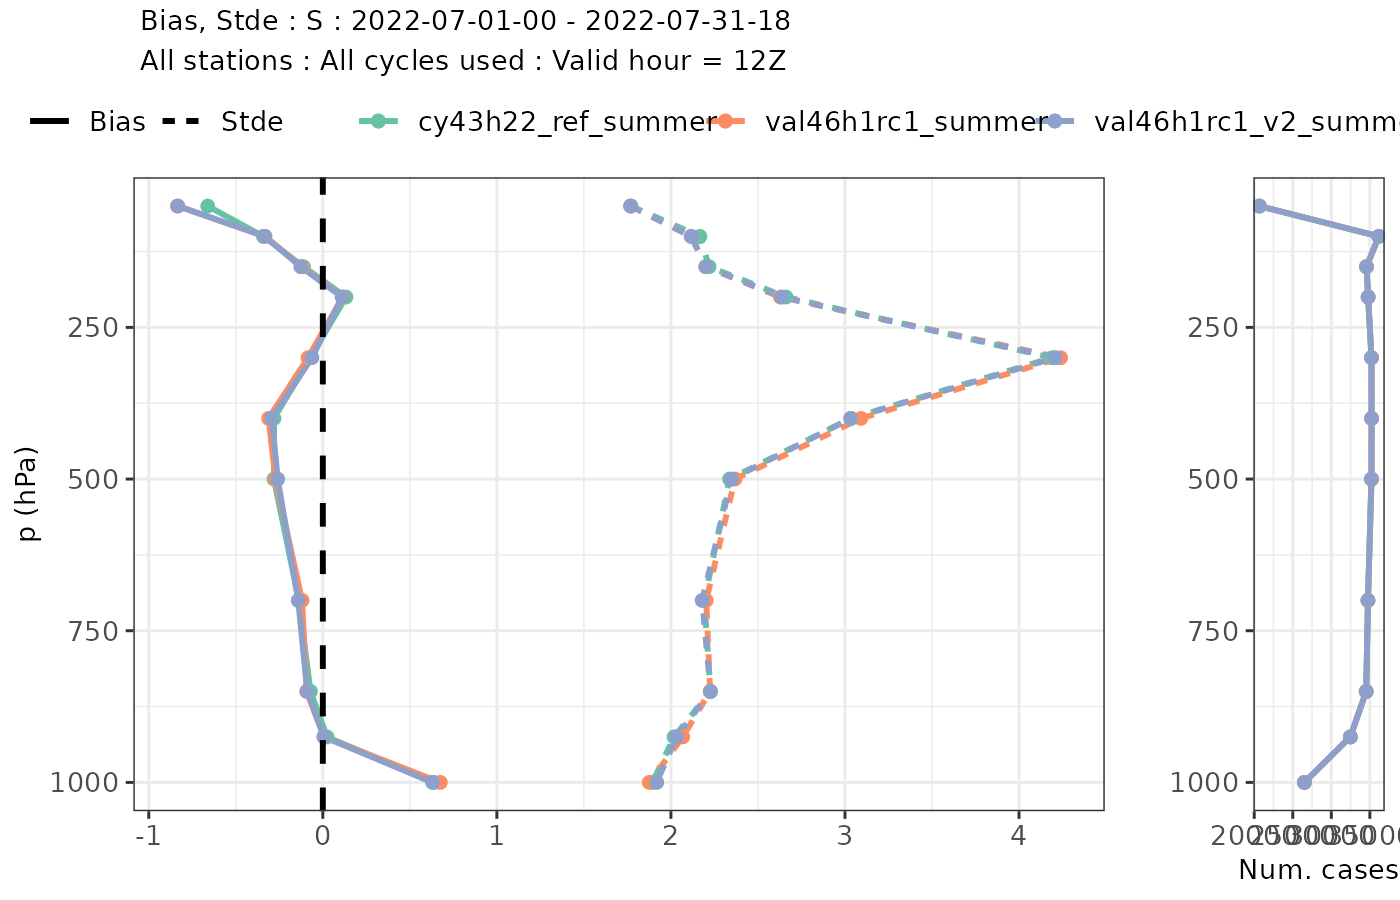 Bias, Stde : S : 2022-07-01-00 - 2022-07-31-18
All stations : All cycles used : Valid hour = 12Z
Bias Stde cy43h22_ref_summer val46h1rc1_summer val46h1rc1_v2_summe
p (hPa)
250
500
750
1000
-1 0 1 2 3 4
250
500
750
1000
Num. cases